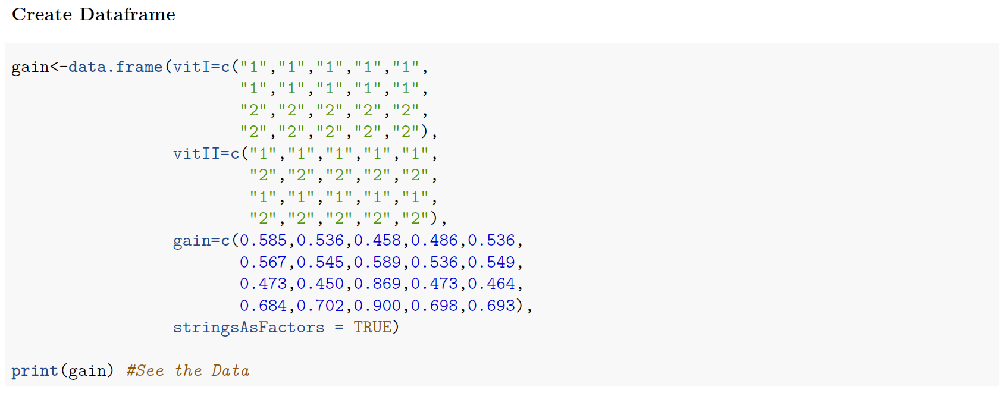 Create Dataframe
gain<-data.frame(vitI=c("1","1","1","1","1",
"1","1","1","1","1",
"2","2","2","2","2",
"2","2","2","2","2"),
vitII=c("1","1","1","1","1",
"2","2","2","2","2",
"1","1","1","1","1",
"2","2","2","2","2"),
gain=c(0.585,0.536,0.458,0.486,0.536,
0.567,0.545,0.589,0.536,0.549,
0.473,0.450,0.869,0.473,0.464,
0.684,0.702,0.900,0.698,0.693),
stringsAsFactors = TRUE)
print(gain) #See the Data